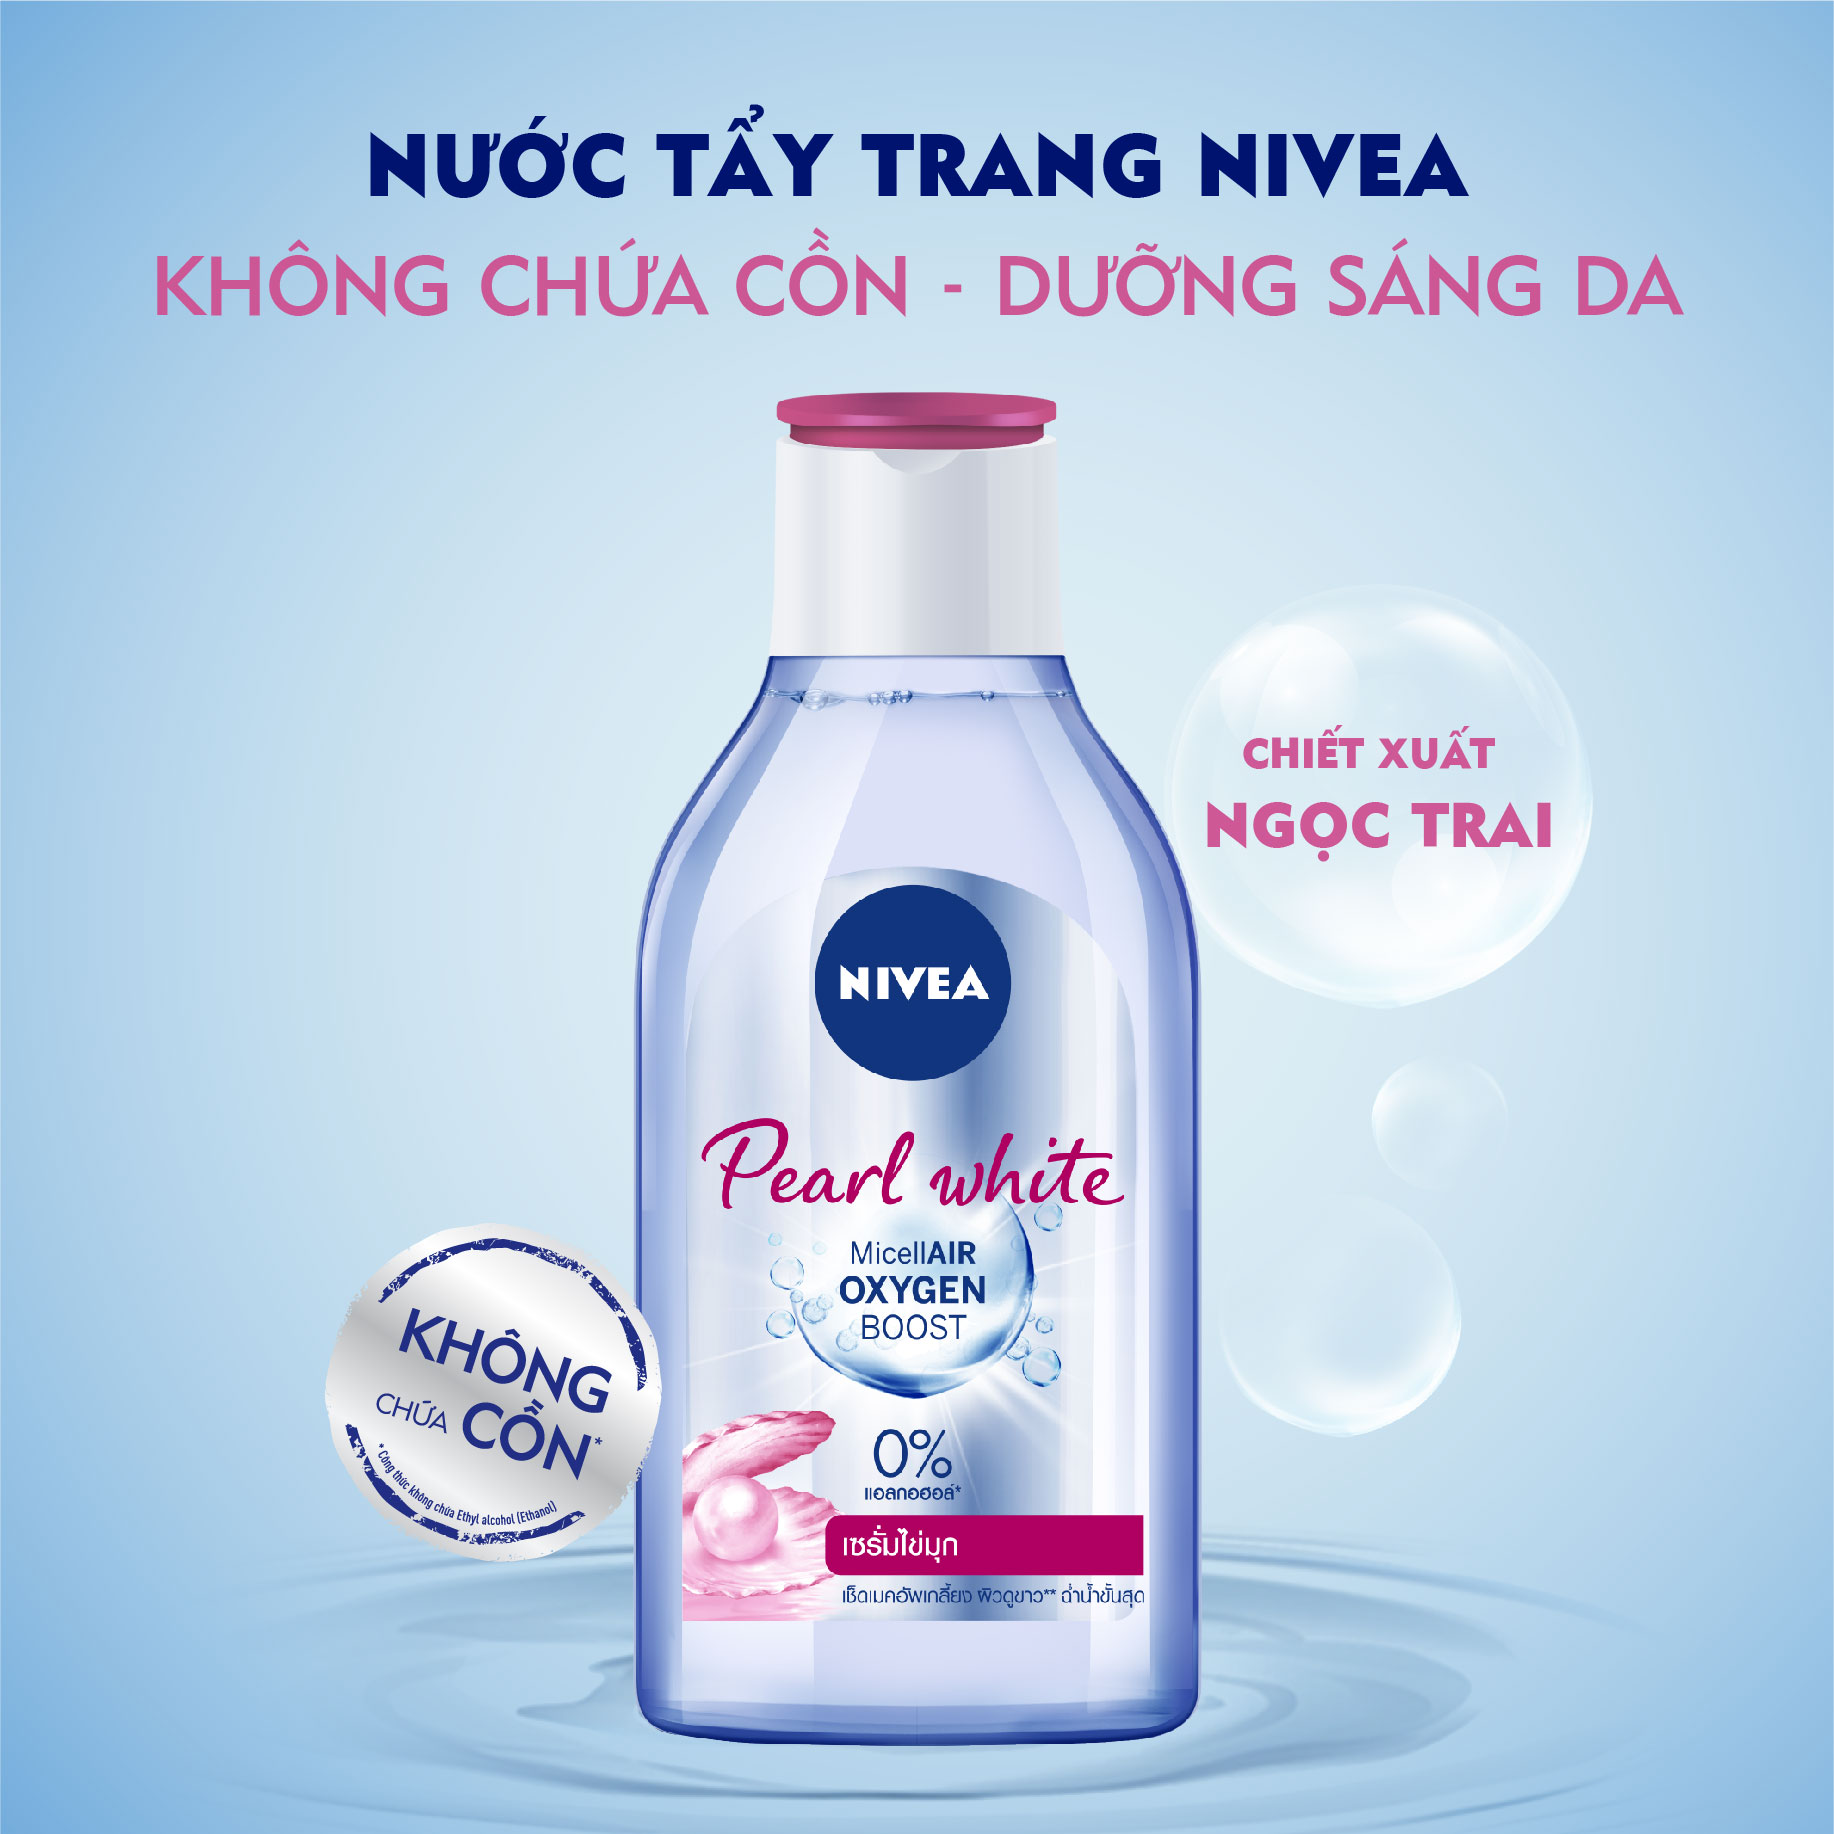 NƯỚC TẨY TRANG NIVEA
KHÔNG CHỨA CỒN - DƯỠNG SÁNG DA
CHIẾT XUẤT
NGỌC TRAI
NIVEA
Pearl white
MicellAIR
OXYGEN
BOOST
0%
แอลกอฮอล์*
เซรั่มไข่มุก
เช็ดเมคอัพเกลี้ยง ผิวดูขาว** ฉ่ำน้ำขั้นสุด
KHÔNG
CHỨA CỒN*
* Công thức không chứa Ethyl alcohol (Ethanol)